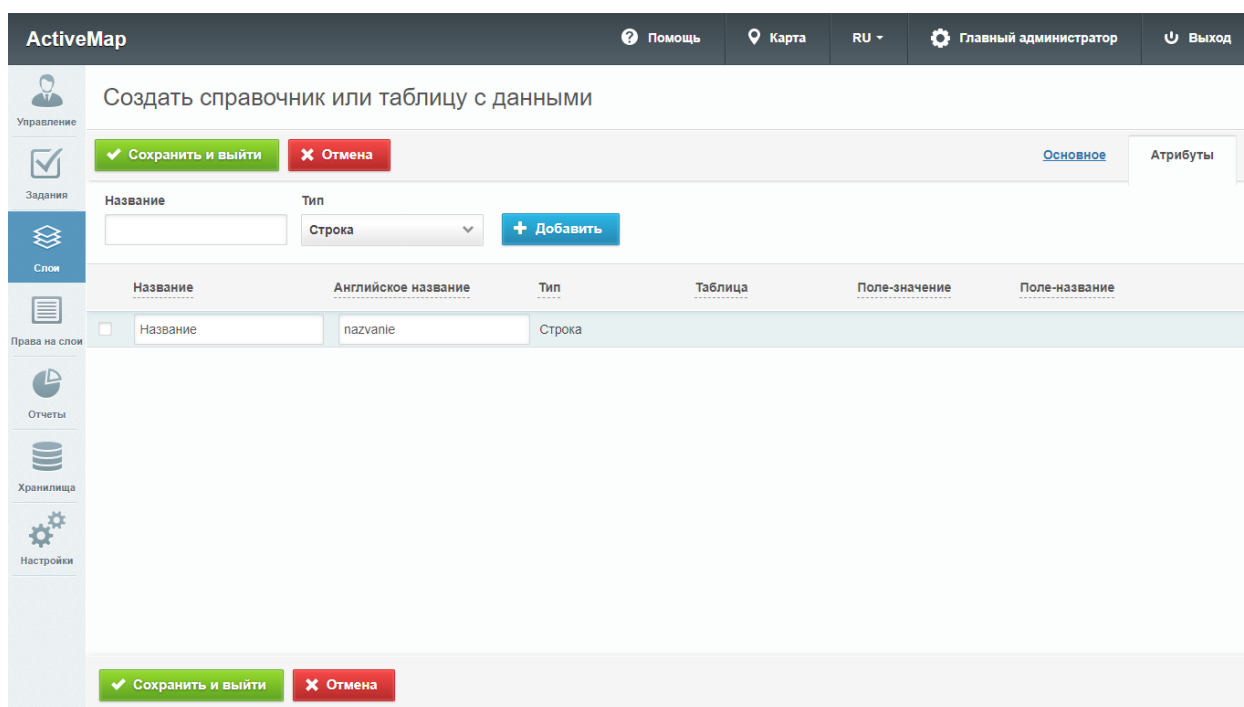 ActiveMap
Помощь
Карта
RU
Главный администратор
Выход
Управление
Задания
Слои
Права на слои
Отчеты
Хранилища
Настройки
Создать справочник или таблицу с данными
Сохранить и выйти
Отмена
Основное
Атрибуты
Название
Тип
Строка
Добавить
Название
Английское название
Тип
Таблица
Поле-значение
Поле-название
Название
nazvanie
Строка
Сохранить и выйти
Отмена